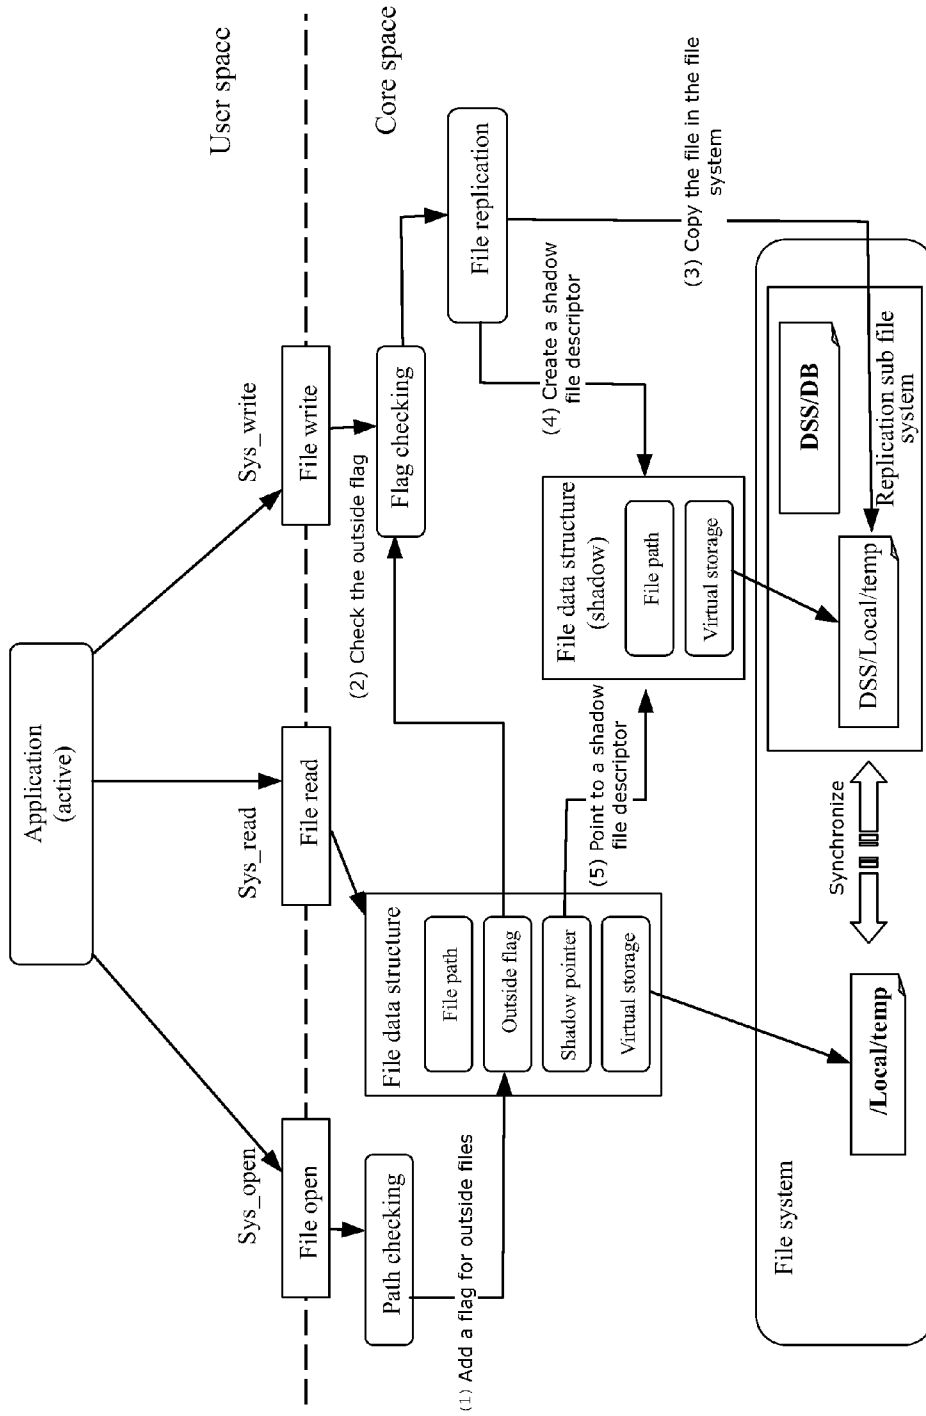 User space
Core space
Application
(active)
Sys_open
Sys_read
Sys_write
File open
File read
File write
Path checking
Flag checking
File replication
(1) Add a flag for outside files
(2) Check the outside flag
File data structure
File path
Outside flag
Shadow pointer
Virtual storage
(5) Point to a shadow
file descriptor
(4) Create a shadow
file descriptor
(3) Copy the file in the file
system
File data structure
(shadow)
File path
Virtual storage
File system
/Local/temp
Synchronize
DSS/Local/temp
DSS/DB
Replication sub file
system